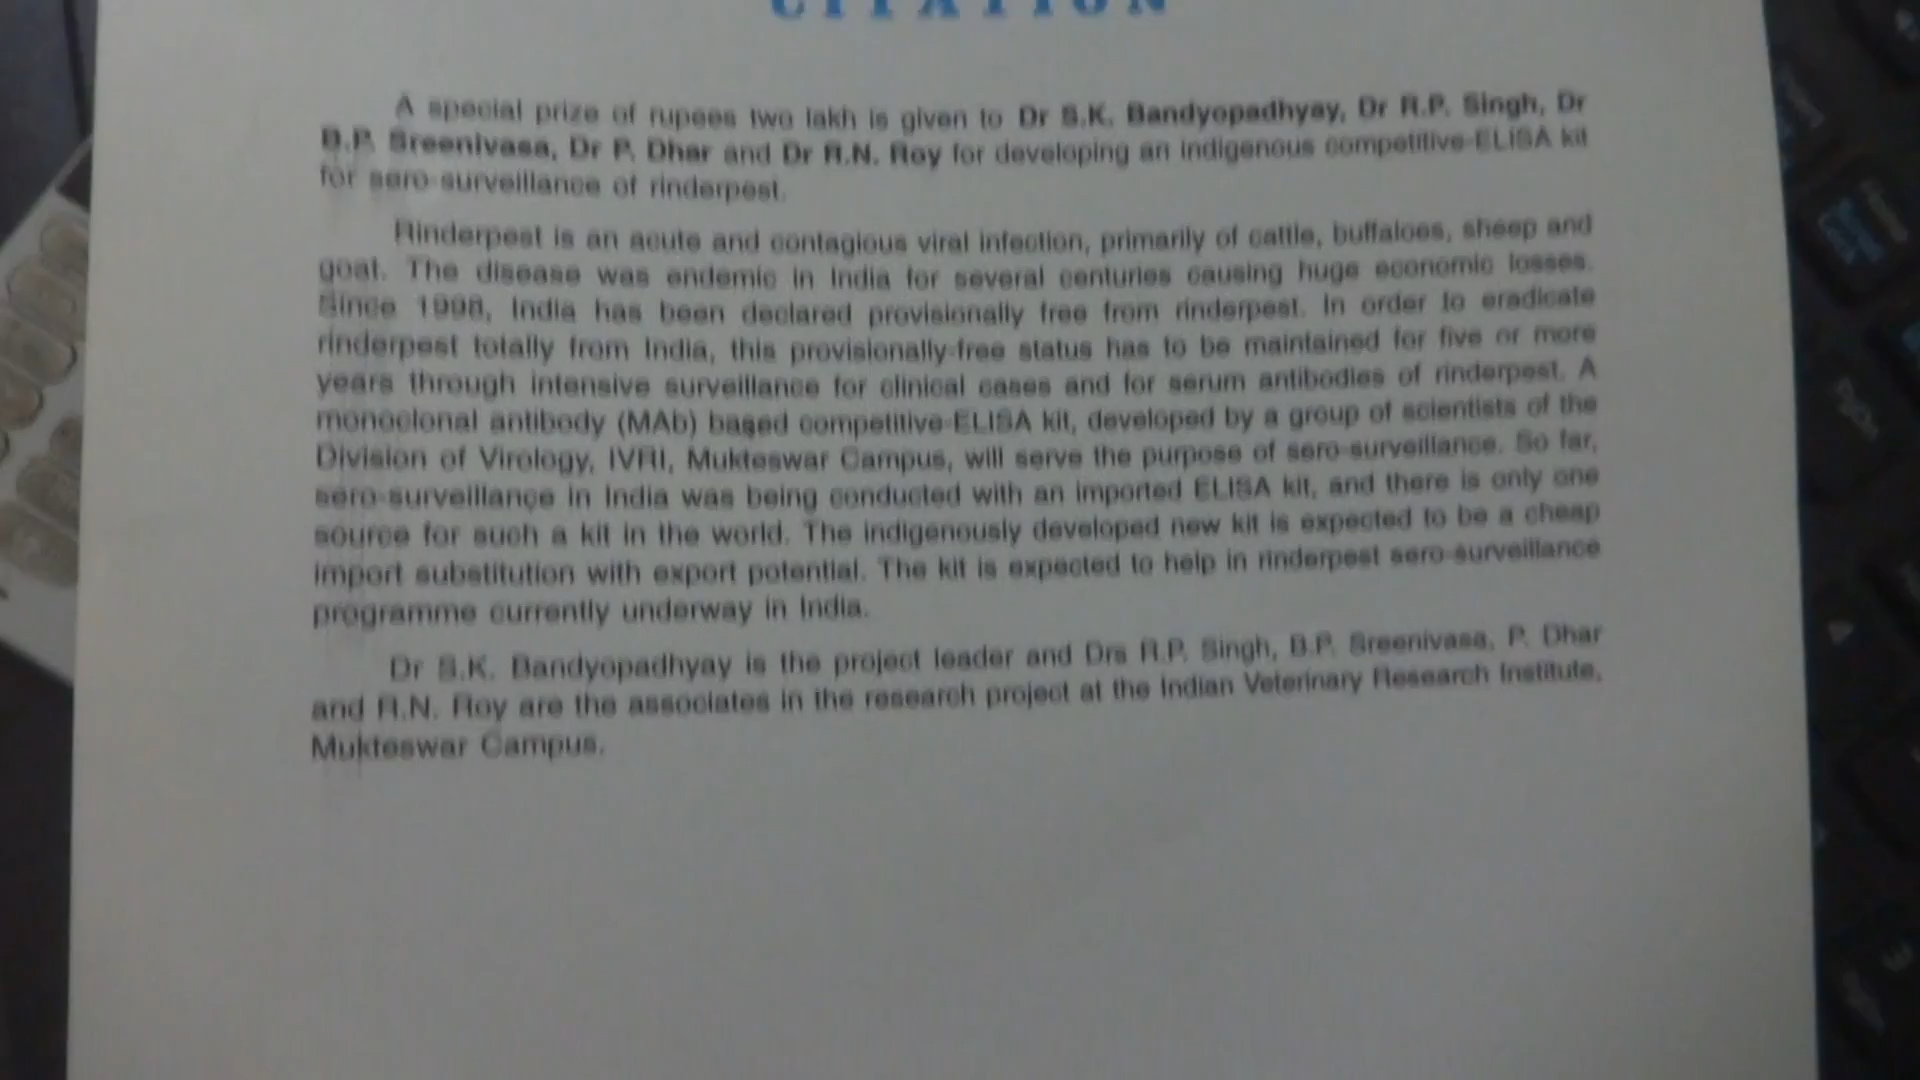 CITATION
A special prize of rupees two lakh is given to Dr S.K. Bandyopadhyay, Dr R.P. Singh, Dr
B.P. Sreenivasa, Dr P. Dhar and Dr R.N. Roy for developing an indigenous competitive-ELISA kit
for sero-surveillance of rinderpest.
Rinderpest is an acute and contagious viral infection, primarily of cattle, buffaloes, sheep and
goat. The disease was endemic in India for several centuries causing huge economic losses.
Since 1998, India has been declared provisionally free from rinderpest. In order to eradicate
rinderpest totally from India, this provisionally-free status has to be maintained for five or more
years through intensive surveillance for clinical cases and for serum antibodies of rinderpest. A
monoclonal antibody (MAb) based competitive-ELISA kit, developed by a group of scientists of the
Division of Virology, IVRI, Mukteswar Campus, will serve the purpose of sero-surveillance. So far,
sero-surveillance in India was being conducted with an imported ELISA kit, and there is only one
source for such a kit in the world. The indigenously developed new kit is expected to be a cheap
import substitution with export potential. The kit is expected to help in rinderpest sero-surveillance
programme currently underway in India.
Dr S.K. Bandyopadhyay is the project leader and Drs R.P. Singh, B.P. Sreenivasa, P. Dhar
and R.N. Roy are the associates in the research project at the Indian Veterinary Research Institute,
Mukteswar Campus.